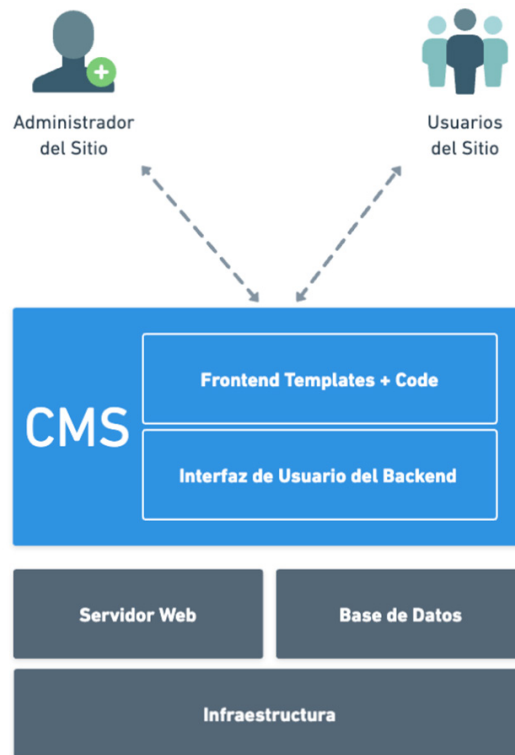 Administrador
del Sitio
Usuarios
del Sitio
CMS
Frontend Templates + Code
Interfaz de Usuario del Backend
Servidor Web
Base de Datos
Infraestructura